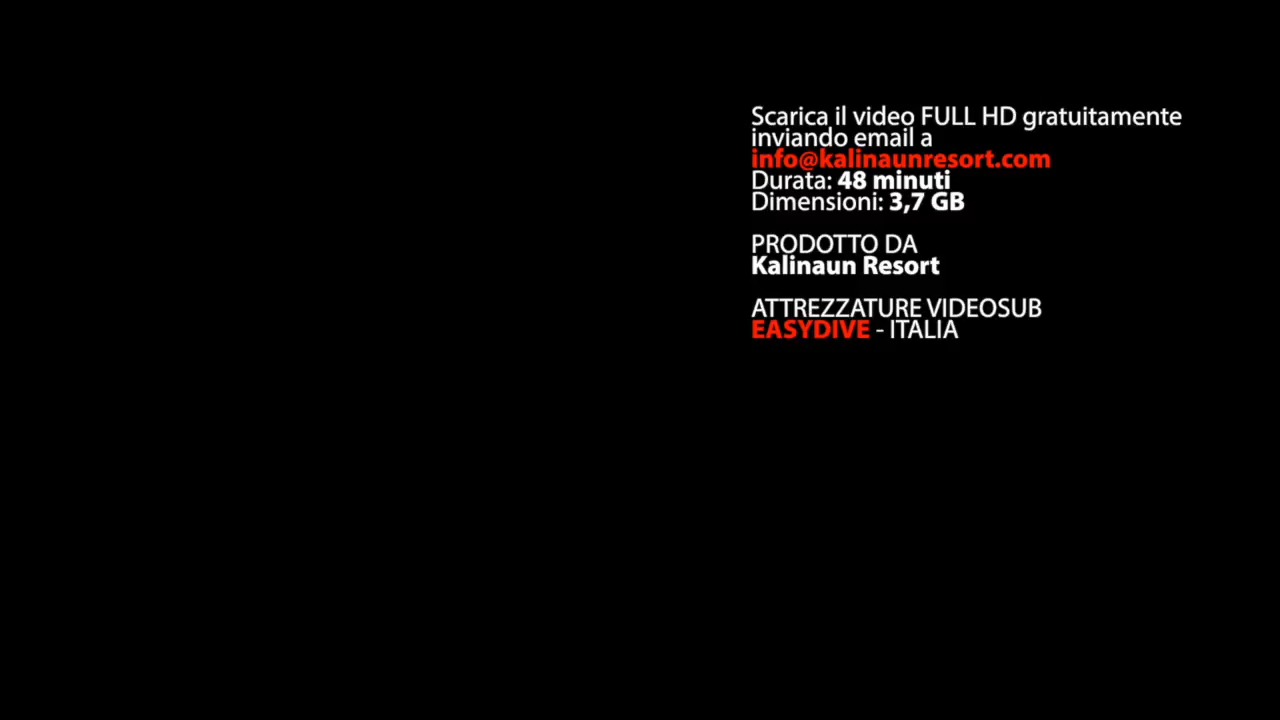 Scarica il video FULL HD gratuitamente
inviando email a
info@kalinaunresort.com
Durata: 48 minuti
Dimensioni: 3,7 GB
PRODOTTO DA
Kalinaun Resort
ATTREZZATURE VIDEOSUB
EASYDIVE - ITALIA